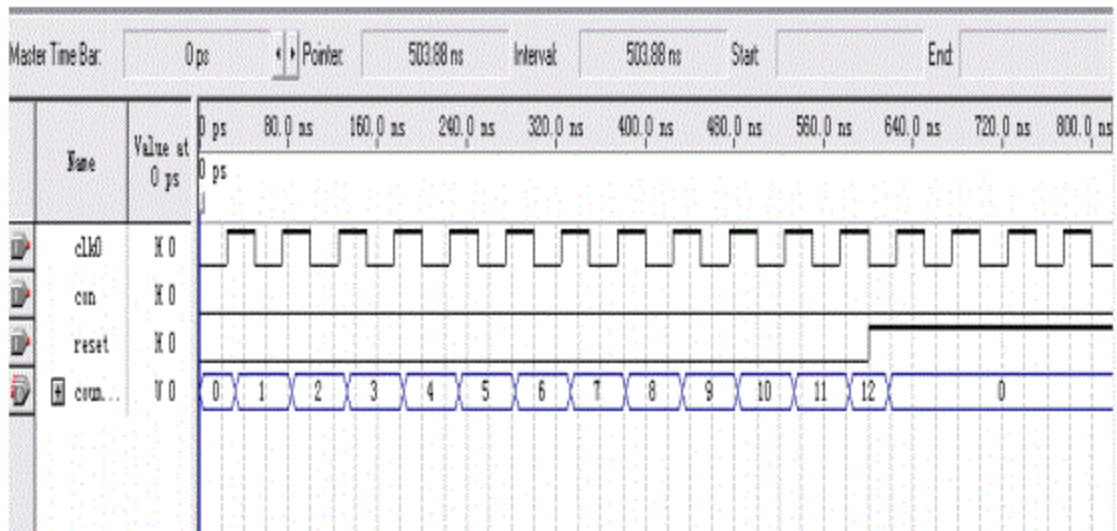 Master Time Bar: 0 ps Pointer: 503.88 ns Interval: 503.88 ns Start: End:
Name Value at 0 ps
0 ps 80.0 ns 160.0 ns 240.0 ns 320.0 ns 400.0 ns 480.0 ns 560.0 ns 640.0 ns 720.0 ns 800.0 ns
0 ps
clk0 H 0
con H 0
reset H 0
coun... U 0 0 1 2 3 4 5 6 7 8 9 10 11 12 0